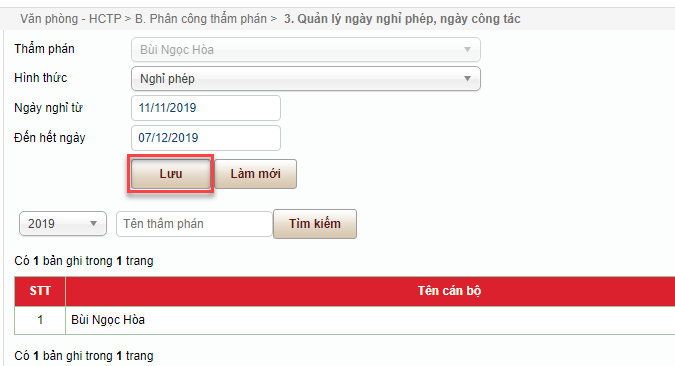 Văn phòng - HCTP > B. Phân công thẩm phán > 3. Quản lý ngày nghỉ phép, ngày công tác
Thẩm phán Bùi Ngọc Hòa
Hình thức Nghỉ phép
Ngày nghỉ từ 11/11/2019
Đến hết ngày 07/12/2019
Lưu Làm mới
2019 Tên thẩm phán Tìm kiếm
Có 1 bản ghi trong 1 trang
STT Tên cán bộ
1 Bùi Ngọc Hòa
Có 1 bản ghi trong 1 trang